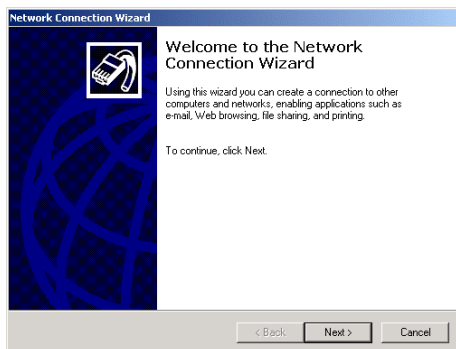 Network Connection Wizard
Welcome to the Network
Connection Wizard
Using this wizard you can create a connection to other
computers and networks, enabling applications such as
e-mail, Web browsing, file sharing, and printing.
To continue, click Next.
< Back
Next >
Cancel